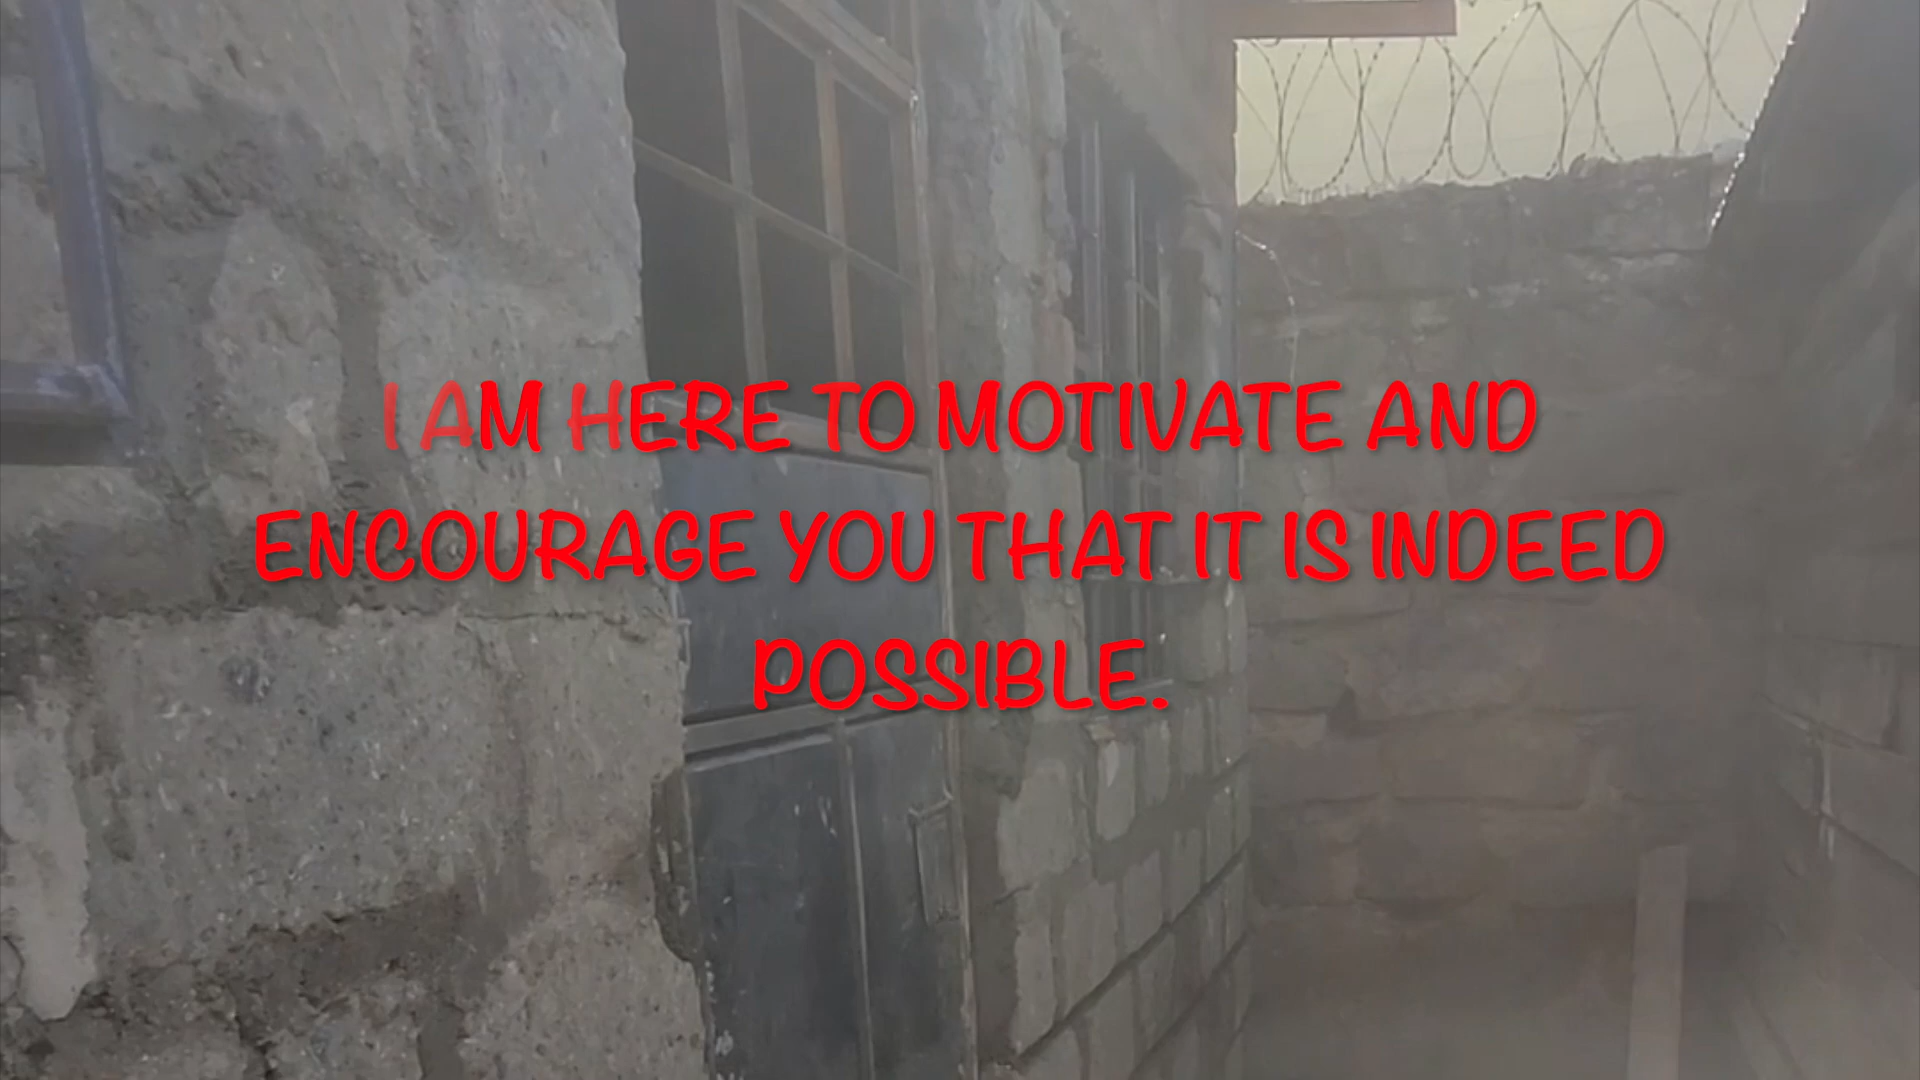 I AM HERE TO MOTIVATE AND
ENCOURAGE YOU THAT IT IS INDEED
POSSIBLE.